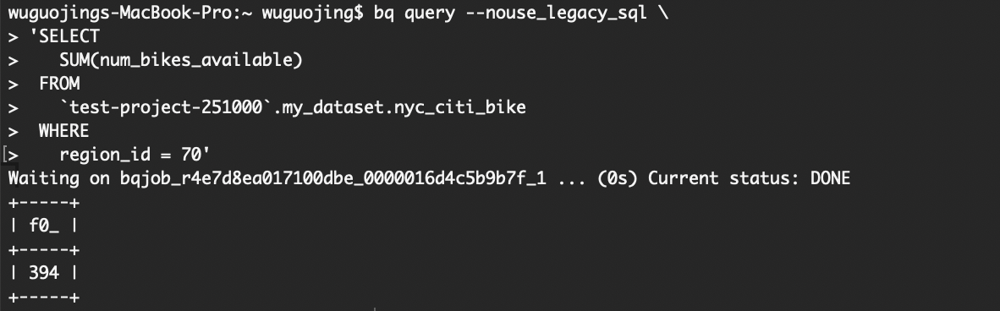 wuguojings-MacBook-Pro:~ wuguojing$ bq query --nouse_legacy_sql \
> 'SELECT
>    SUM(num_bikes_available)
>  FROM
>    `test-project-251000`.my_dataset.nyc_citi_bike
>  WHERE
[>    region_id = 70'
Waiting on bqjob_r4e7d8ea017100dbe_0000016d4c5b9b7f_1 ... (0s) Current status: DONE
+-----+
| f0_ |
+-----+
| 394 |
+-----+